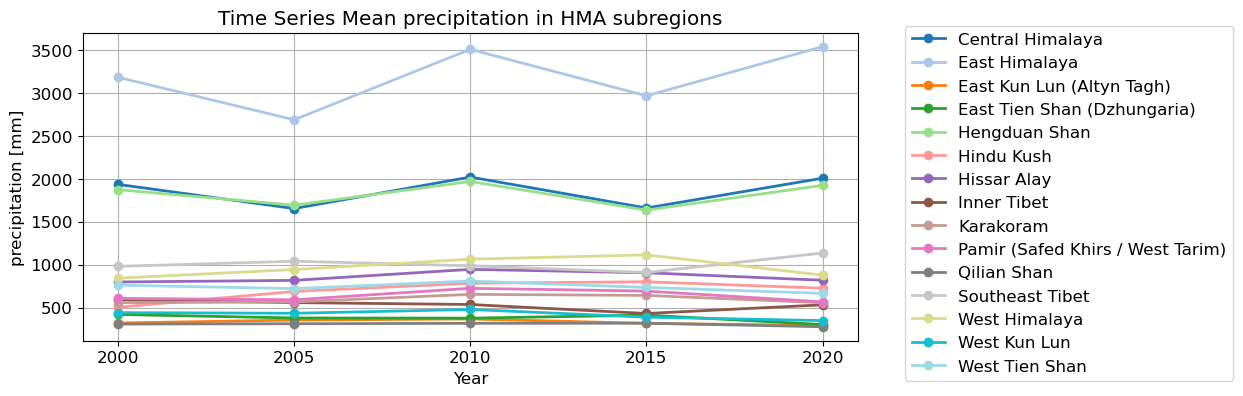 Time Series Mean precipitation in HMA subregions
precipitation [mm]
3500
3000
2500
2000
1500
1000
500
2000 2005 2010 2015 2020
Year
Central Himalaya
East Himalaya
East Kun Lun (Altyn Tagh)
East Tien Shan (Dzhungaria)
Hengduan Shan
Hindu Kush
Hissar Alay
Inner Tibet
Karakoram
Pamir (Safed Khirs / West Tarim)
Qilian Shan
Southeast Tibet
West Himalaya
West Kun Lun
West Tien Shan